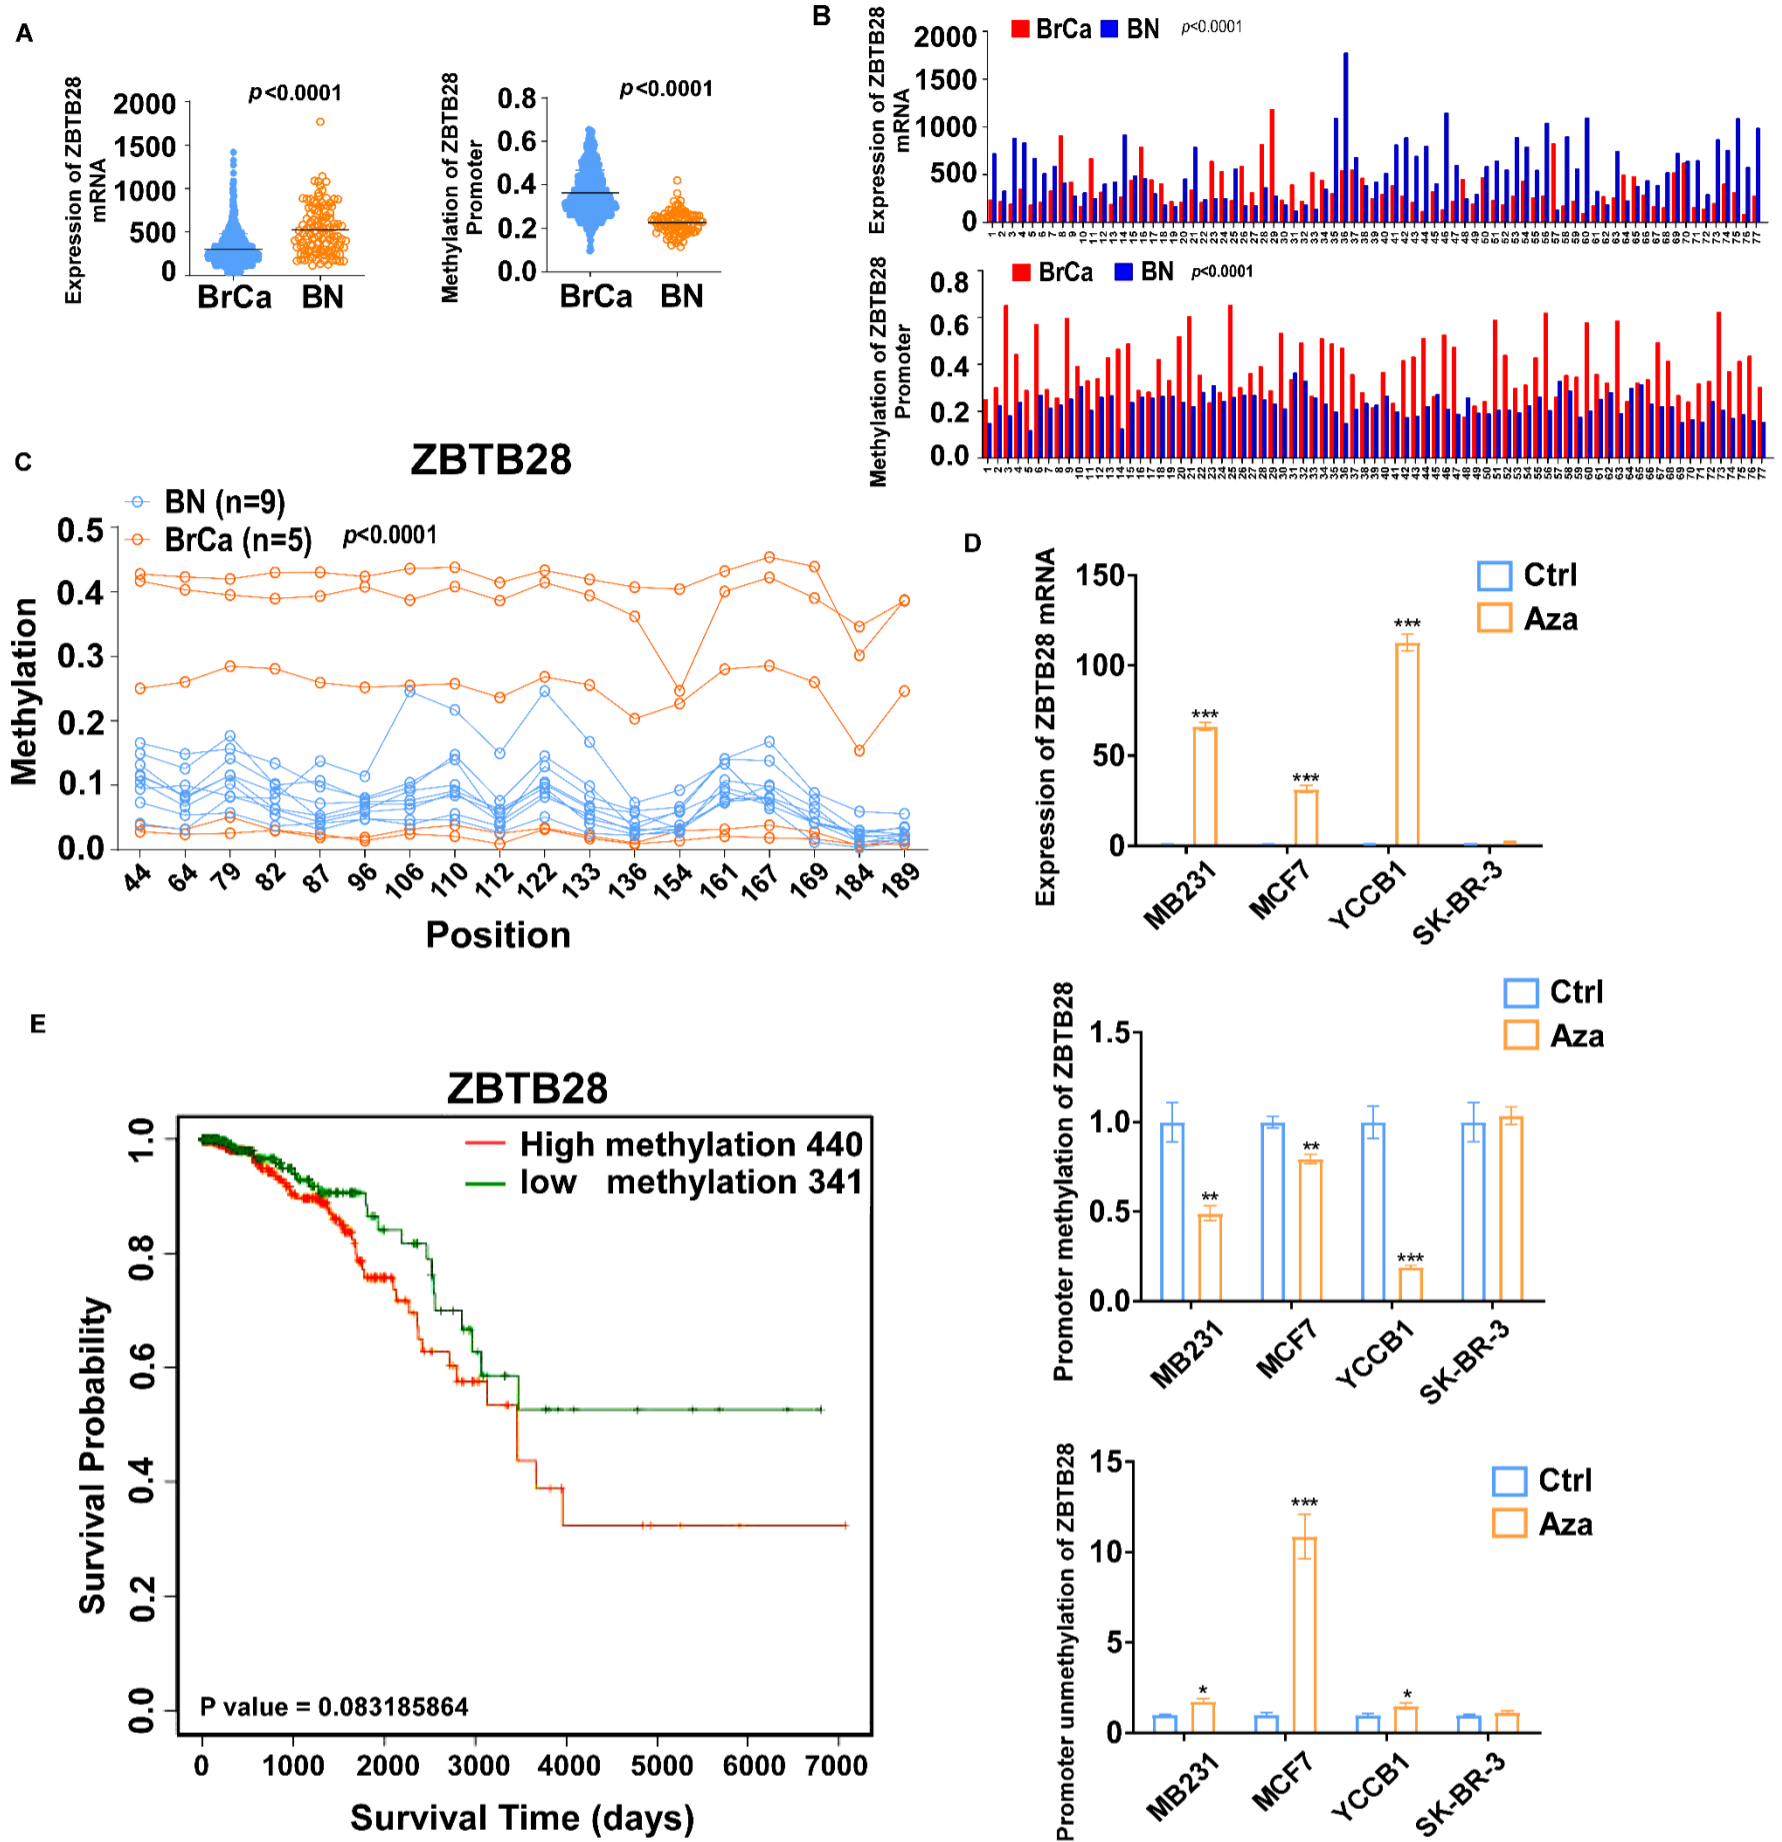 A
Expression of ZBTB28
mRNA
p<0.0001
2000
1500
1000
500
0
BrCa BN
Methylation of ZBTB28
Promoter
p<0.0001
0.8
0.6
0.4
0.2
0.0
BrCa BN
B
Expression of ZBTB28
mRNA
BrCa BN p<0.0001
2000
1500
1000
500
0
Methylation of ZBTB28
Promoter
BrCa BN p<0.0001
0.8
0.6
0.4
0.2
0.0
C
ZBTB28
BN (n=9)
BrCa (n=5) p<0.0001
Methylation
0.5
0.4
0.3
0.2
0.1
0.0
44 64 79 82 87 96 106 110 112 122 133 136 154 161 167 169 184 189
Position
D
Expression of ZBTB28 mRNA
Ctrl
Aza
150
100
50
0
*** *** ***
MB231 MCF7 YCCB1 SK-BR-3
Promoter methylation of ZBTB28
Ctrl
Aza
1.5
1.0
0.5
0.0
** ** ***
MB231 MCF7 YCCB1 SK-BR-3
Promoter unmethylation of ZBTB28
Ctrl
Aza
15
10
5
0
* *** *
MB231 MCF7 YCCB1 SK-BR-3
E
ZBTB28
High methylation 440
low methylation 341
Survival Probability
1.0
0.8
0.6
0.4
0.2
0.0
P value = 0.083185864
0 1000 2000 3000 4000 5000 6000 7000
Survival Time (days)